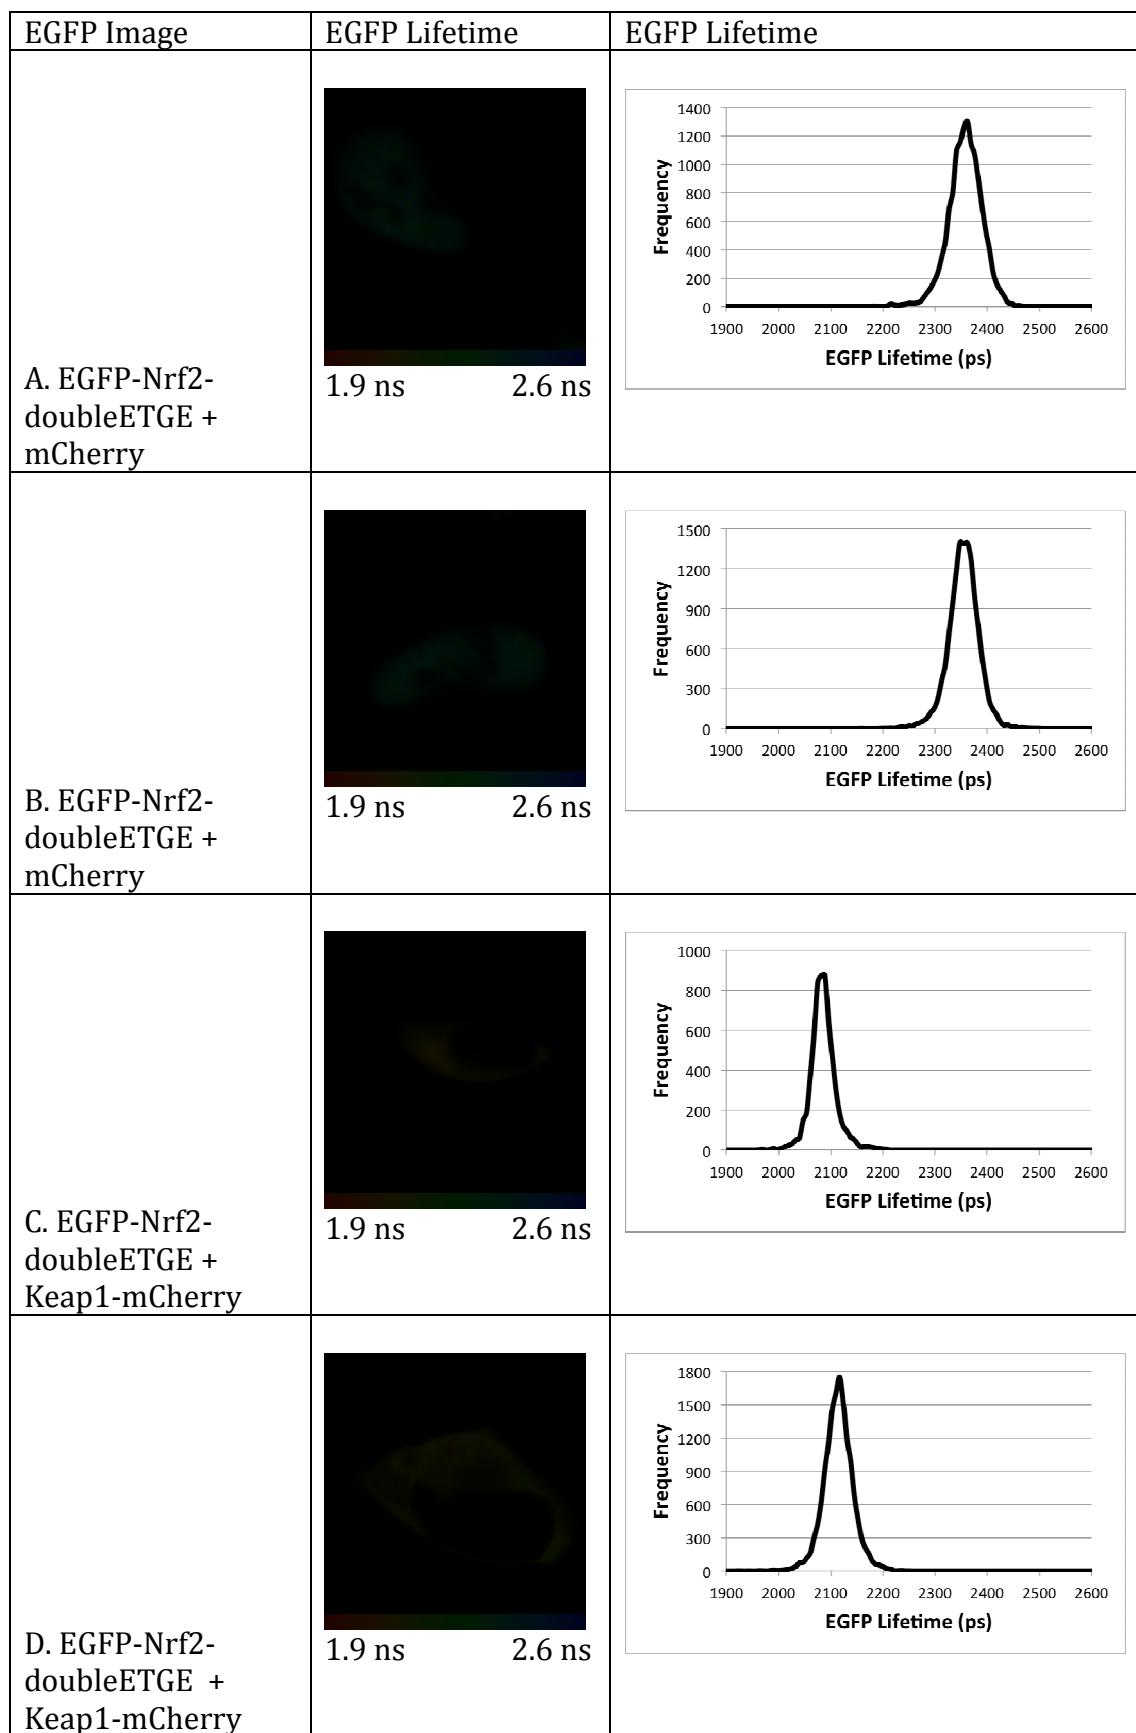 EGFP Image
EGFP Lifetime
EGFP Lifetime
A. EGFP-Nrf2-
doubleETGE +
mCherry
1.9 ns
2.6 ns
1400
1200
1000
800
600
400
200
0
Frequency
1900 2000 2100 2200 2300 2400 2500 2600
EGFP Lifetime (ps)
B. EGFP-Nrf2-
doubleETGE +
mCherry
1.9 ns
2.6 ns
1500
1200
900
600
300
0
Frequency
1900 2000 2100 2200 2300 2400 2500 2600
EGFP Lifetime (ps)
C. EGFP-Nrf2-
doubleETGE +
Keap1-mCherry
1.9 ns
2.6 ns
1000
800
600
400
200
0
Frequency
1900 2000 2100 2200 2300 2400 2500 2600
EGFP Lifetime (ps)
D. EGFP-Nrf2-
doubleETGE +
Keap1-mCherry
1.9 ns
2.6 ns
1800
1500
1200
900
600
300
0
Frequency
1900 2000 2100 2200 2300 2400 2500 2600
EGFP Lifetime (ps)